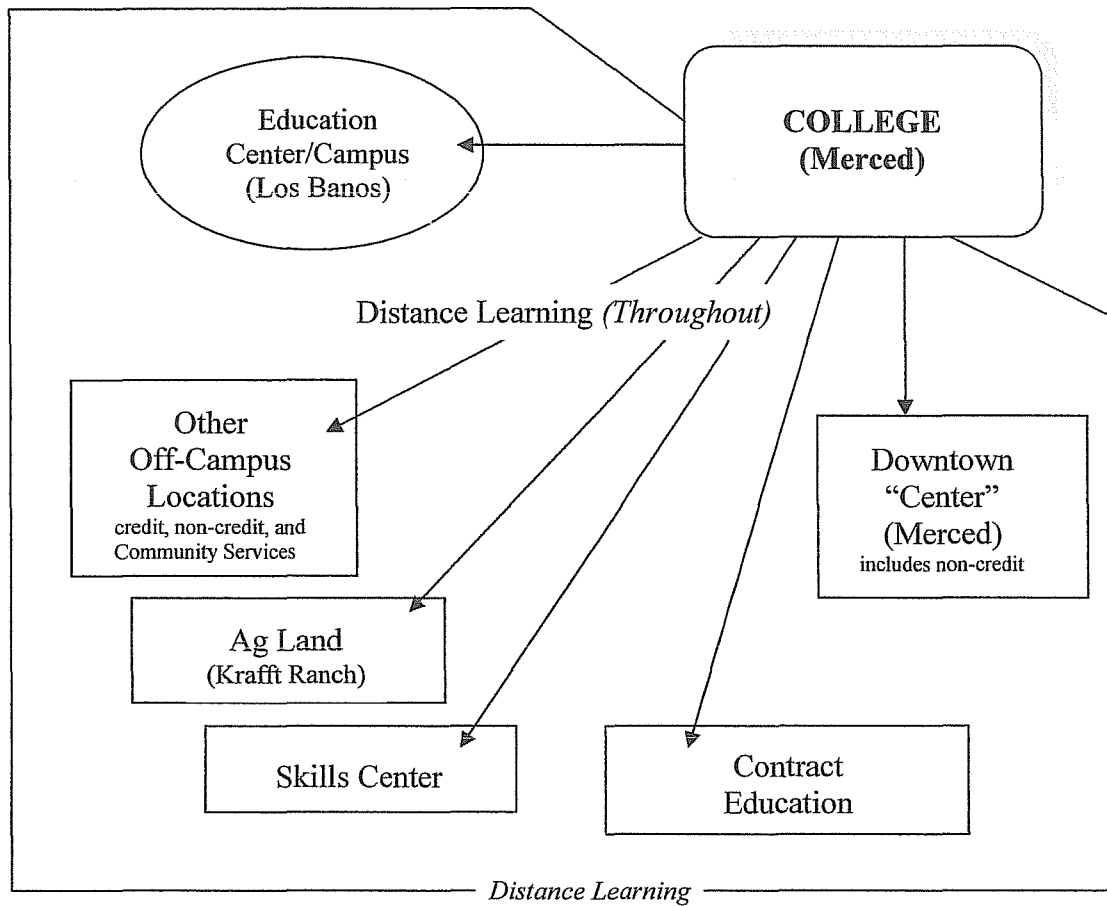 COLLEGE
(Merced)
Education
Center/Campus
(Los Banos)
Distance Learning (Throughout)
Other
Off-Campus
Locations
credit, non-credit, and
Community Services
Downtown
“Center”
(Merced)
includes non-credit
Ag Land
(Krafft Ranch)
Skills Center
Contract
Education
Distance Learning